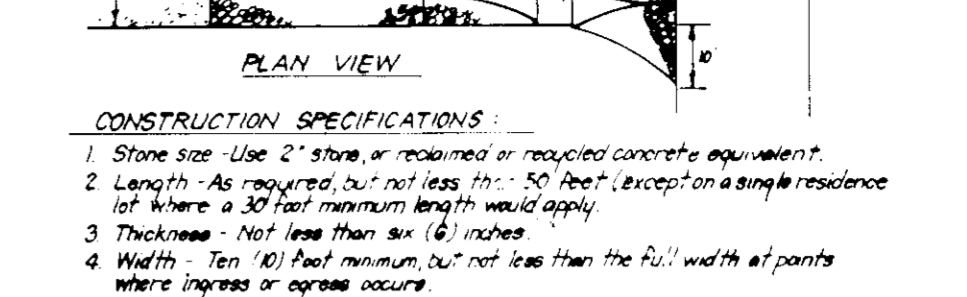 10'
PLAN VIEW
CONSTRUCTION SPECIFICATIONS :
1. Stone size - Use 2" stone, or reclaimed or recycled concrete equivalent.
2. Length - As required, but not less than 50 feet (except on a single residence
lot where a 30 foot minimum length would apply.
3. Thickness - Not less than six (6) inches.
4. Width - Ten (10) foot minimum, but not less than the full width at points
where ingress or egress occurs.